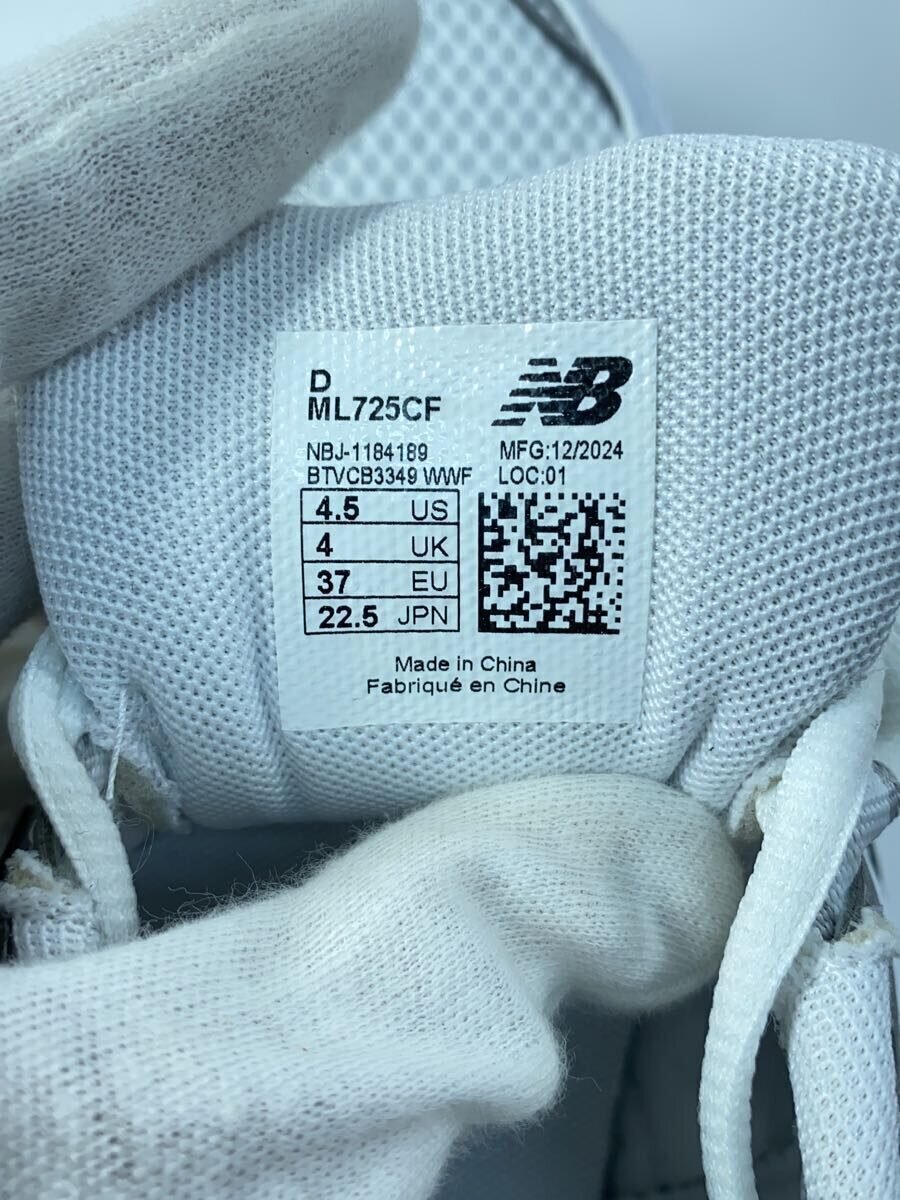 D
ML725CF
NB
NBJ-1184189
BTVCB3349 WWF
MFG:12/2024
LOC:01
4.5 US
4 UK
37 EU
22.5 JPN
Made in China
Fabriqué en Chine